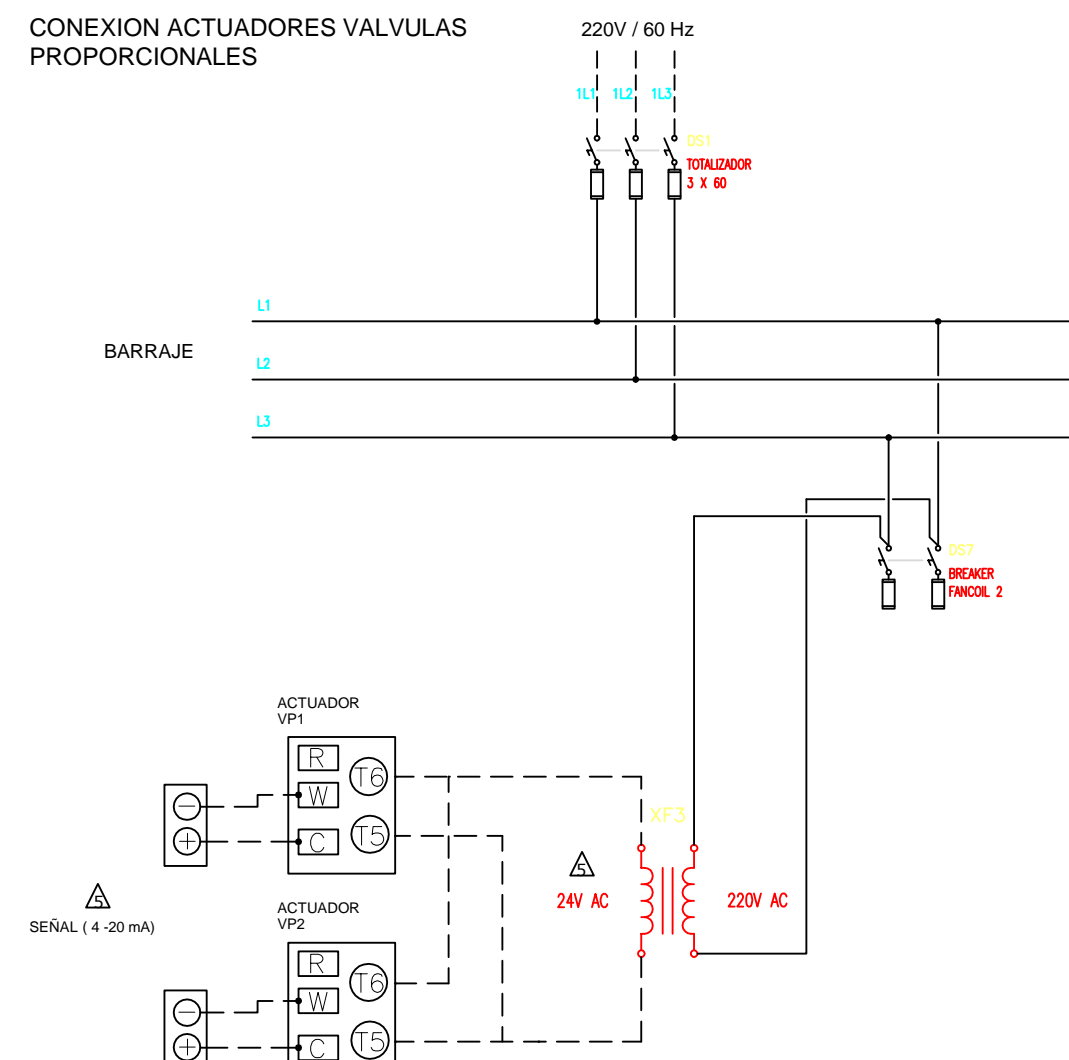 CONEXION ACTUADORES VALVULAS
PROPORCIONALES
220V / 60 Hz
1L1
1L2
1L3
DS1
TOTALIZADOR
3 X 60
L1
BARRAJE
L2
L3
DS7
BREAKER
FANCOIL 2
ACTUADOR
VP1
R
T6
W
C
T5
XF3
5
24V AC
220V AC
5
SEÑAL ( 4 -20 mA)
ACTUADOR
VP2
R
T6
W
C
T5